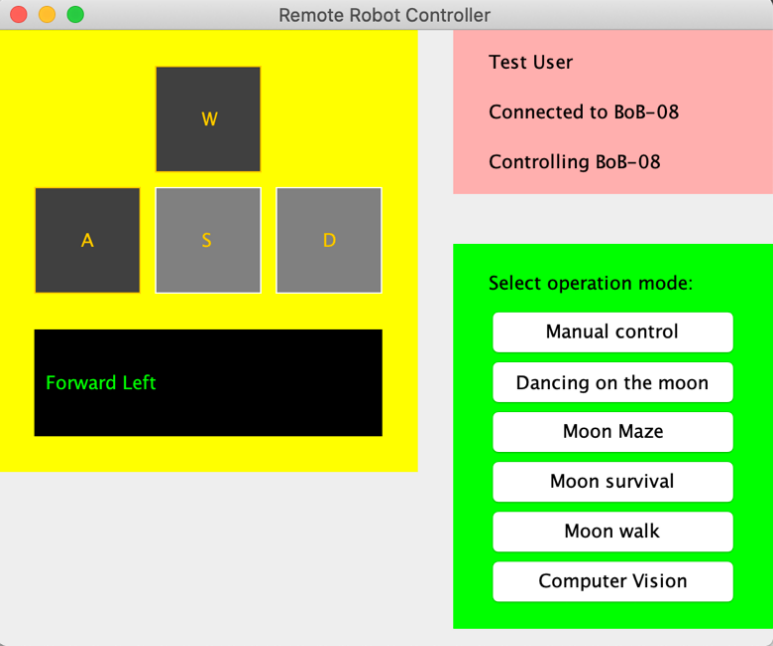 Remote Robot Controller
W
A S D
Forward Left
Test User
Connected to BoB-08
Controlling BoB-08
Select operation mode:
Manual control
Dancing on the moon
Moon Maze
Moon survival
Moon walk
Computer Vision